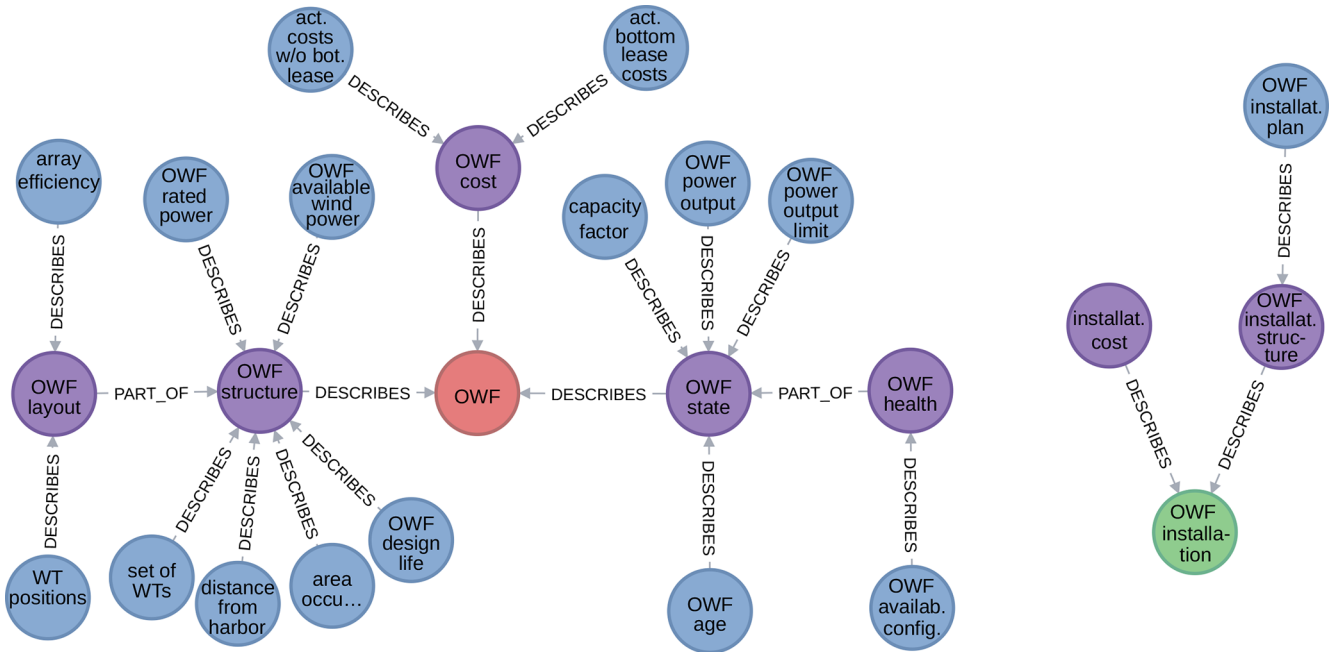 act.
costs
w/o bot.
lease
DESCRIBES
act.
bottom
lease
costs
DESCRIBES
OWF
cost
DESCRIBES
array
efficiency
DESCRIBES
OWF
rated
power
DESCRIBES
OWF
available
wind
power
DESCRIBES
capacity
factor
DESCRIBES
OWF
power
output
DESCRIBES
OWF
power
output
limit
DESCRIBES
OWF
layout
PART_OF
OWF
structure
DESCRIBES
OWF
DESCRIBES
OWF
state
PART_OF
OWF
health
DESCRIBES
WT
positions
DESCRIBES
set of
WTs
DESCRIBES
distance
from
harbor
DESCRIBES
area
occu…
DESCRIBES
OWF
design
life
DESCRIBES
OWF
age
DESCRIBES
OWF
availab.
config.
OWF
installat.
plan
DESCRIBES
installat.
cost
DESCRIBES
OWF
installat.
struc-
ture
DESCRIBES
OWF
installa-
tion